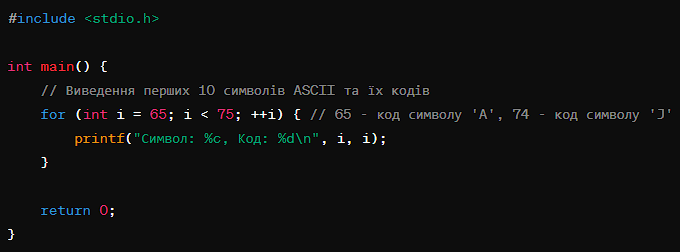 #include <stdio.h>
int main() {
// Виведення перших 10 символів ASCII та їх кодів
for (int i = 65; i < 75; ++i) { // 65 - код символу 'A', 74 - код символу 'J'
printf("Символ: %c, Код: %d\n", i, i);
}
return 0;
}